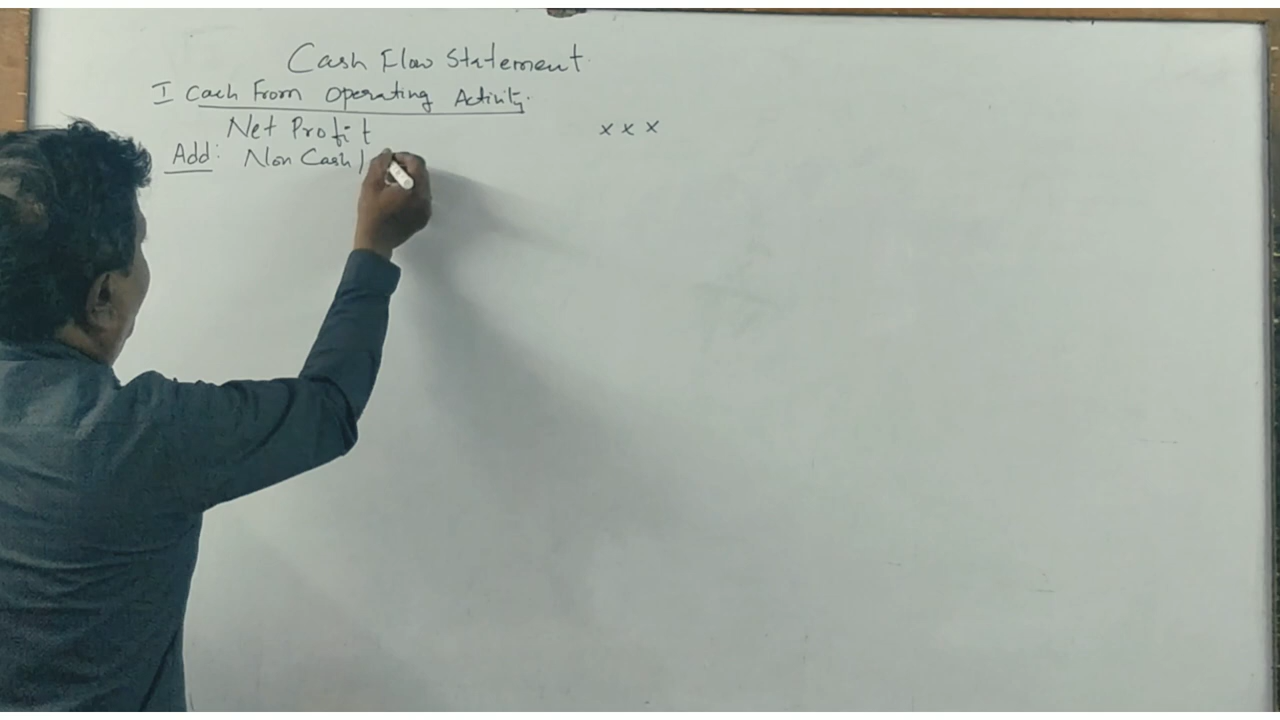 Cash Flow Statement
I Cash From Operating Activity.
Net Profit x x x
Add: Non Cash /